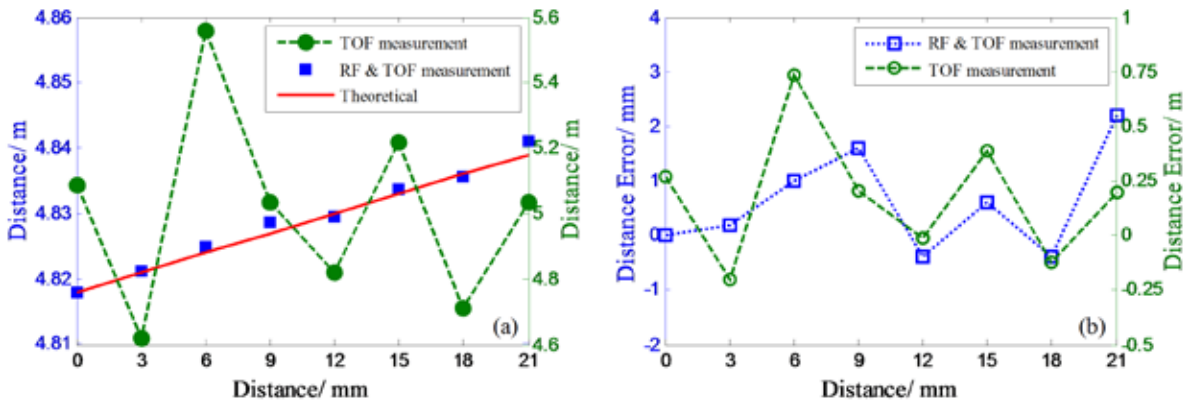 4.86
4.85
4.84
4.83
4.82
4.81
Distance/ m
5.6
5.4
5.2
5
4.8
4.6
Distance/ m
TOF measurement
RF & TOF measurement
Theoretical
(a)
0 3 6 9 12 15 18 21
Distance/ mm
4
3
2
1
0
-1
-2
Distance Error/ mm
1
0.75
0.5
0.25
0
-0.25
-0.5
Distance Error/ m
RF & TOF measurement
TOF measurement
(b)
0 3 6 9 12 15 18 21
Distance/ mm